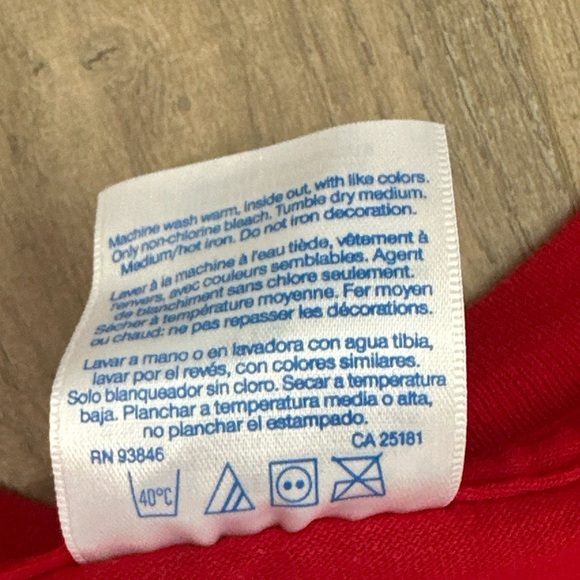 Machine wash warm, inside out, with like colors.
Only non-chlorine bleach. Tumble dry medium.
Medium/hot iron. Do not iron decoration.
Laver à la machine à l'eau tiède, vêtement à
l'envers, avec couleurs semblables. Agent
de blanchiment sans chlore seulement.
Sécher à température moyenne. Fer moyen
ou chaud: ne pas repasser les décorations.
Lavar a mano o en lavadora con agua tibia,
lavar por el revés, con colores similares.
Solo blanqueador sin cloro. Secar a temperatura
baja. Planchar a temperatura media o alta,
no planchar el estampado.
RN 93846 CA 25181
40°C